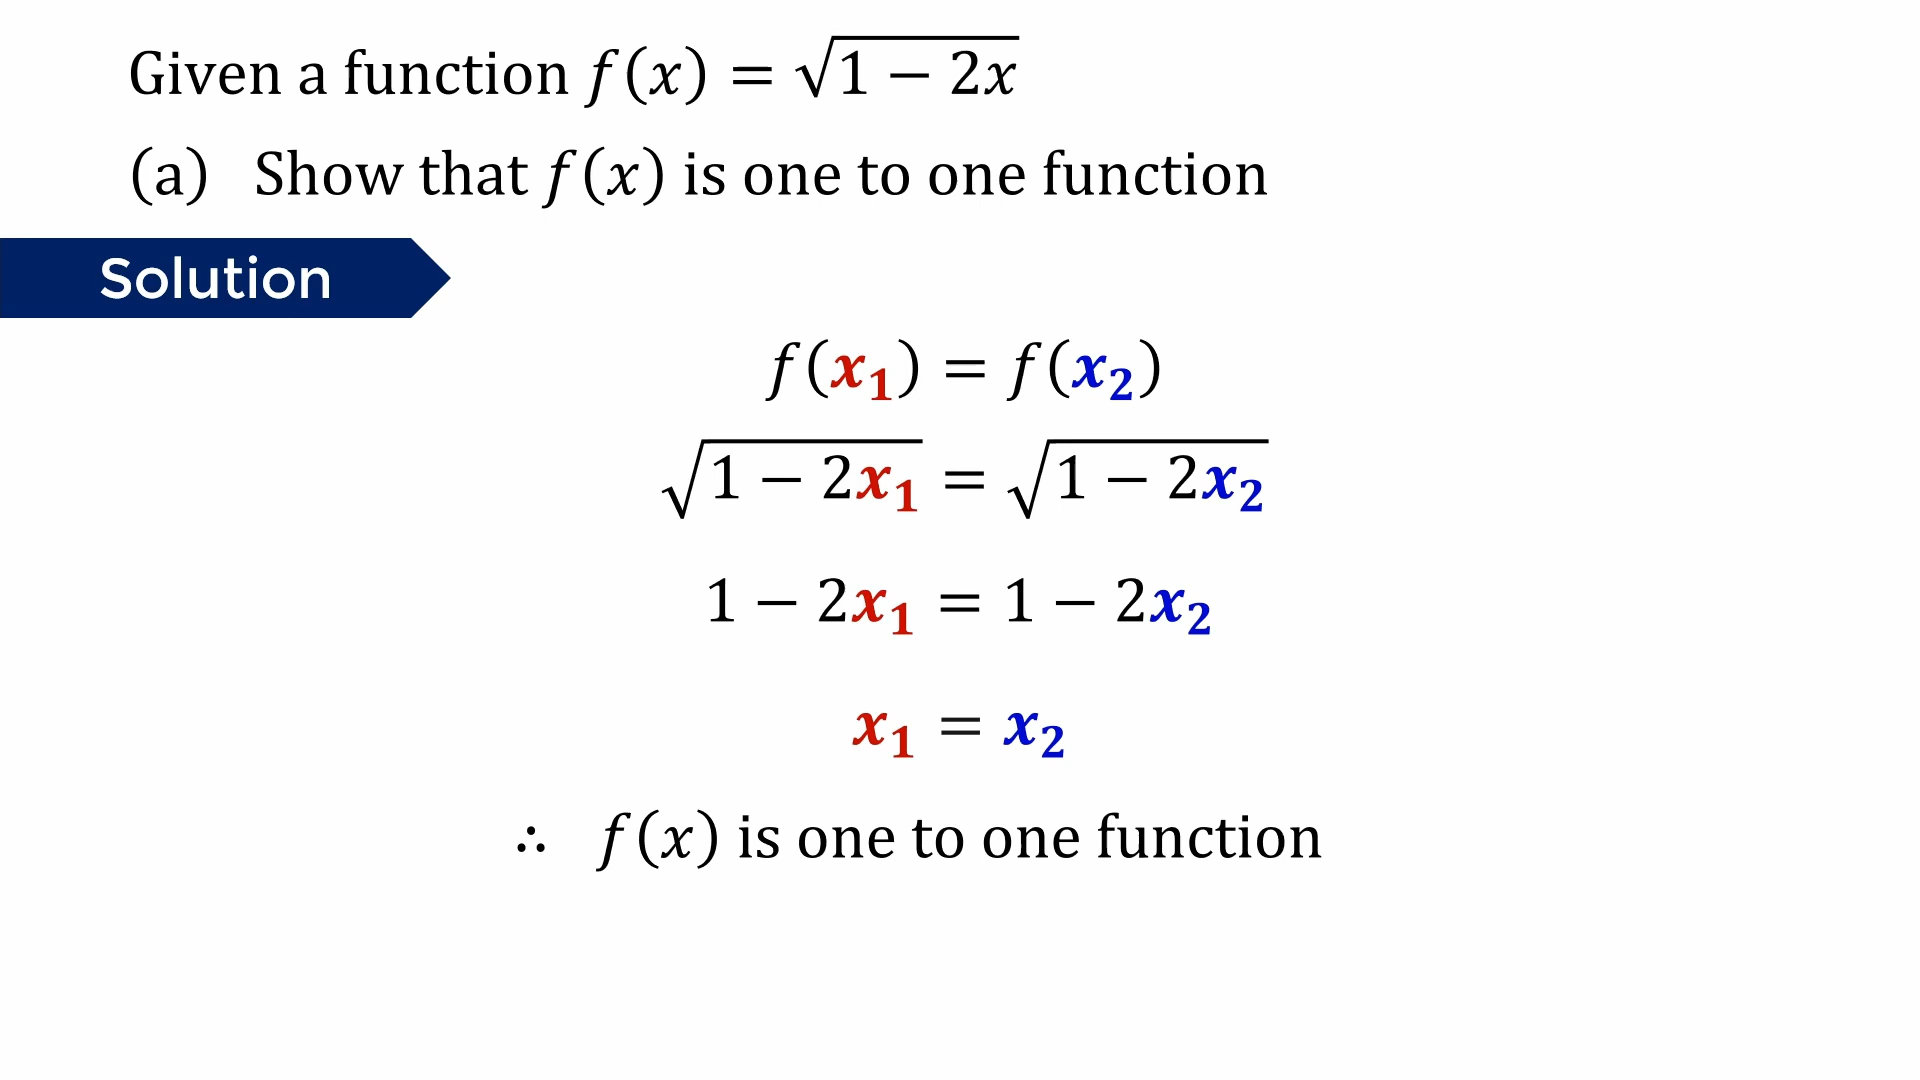 Given a function f(x) = √(1 − 2x)
(a) Show that f(x) is one to one function
Solution
f(x₁) = f(x₂)
√(1 − 2x₁) = √(1 − 2x₂)
1 − 2x₁ = 1 − 2x₂
x₁ = x₂
∴ f(x) is one to one function